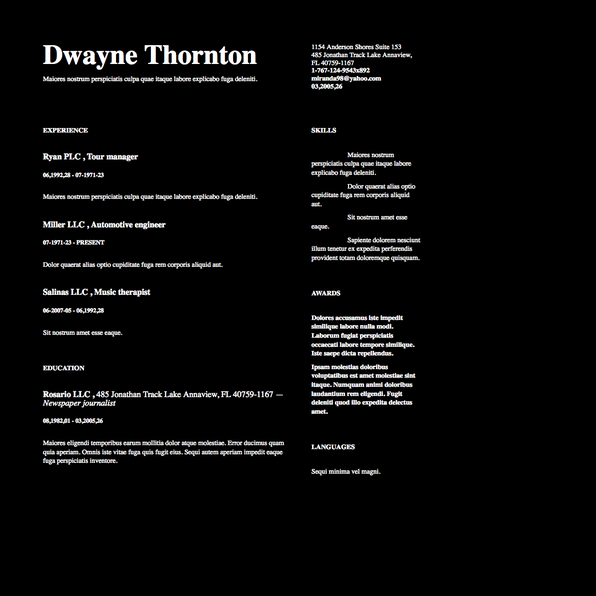 Dwayne Thornton
Maiores nostrum perspiciatis culpa quae itaque labore explicabo fuga deleniti.
EXPERIENCE
Ryan PLC , Tour manager
06,1992,28 - 07-1971-23
Maiores nostrum perspiciatis culpa quae itaque labore explicabo fuga deleniti.
Miller LLC , Automotive engineer
07-1971-23 - PRESENT
Dolor quaerat alias optio cupiditate fuga rem corporis aliquid aut.
Salinas LLC , Music therapist
06-2007-05 - 06,1992,28
Sit nostrum amet esse eaque.
EDUCATION
Rosario LLC , 485 Jonathan Track Lake Annaview, FL 40759-1167 —
Newspaper journalist
08,1982,01 - 03,2005,26
Maiores eligendi temporibus earum mollitia dolor atque molestiae. Error ducimus quam
quia aperiam. Omnis iste vitae fuga quis fugit eius. Sequi autem aperiam impedit eaque
fuga perspiciatis inventore.
1154 Anderson Shores Suite 153
485 Jonathan Track Lake Annaview,
FL 40759-1167
1-767-124-9543x892
miranda98@yahoo.com
03,2005,26
SKILLS
Maiores nostrum
perspiciatis culpa quae itaque labore
explicabo fuga deleniti.
Dolor quaerat alias optio
cupiditate fuga rem corporis aliquid
aut.
Sit nostrum amet esse
eaque.
Sapiente dolorem nesciunt
illum tenetur ex expedita perferendis
provident totam doloremque quisquam.
AWARDS
Dolores accusamus iste impedit
similique labore nulla modi.
Laborum fugiat perspiciatis
occaecati labore tempore similique.
Iste saepe dicta repellendus.
Ipsam molestias doloribus
voluptatibus est amet molestiae sint
itaque. Numquam animi doloribus
laudantium rem eligendi. Fugit
deleniti quod illo expedita delectus
amet.
LANGUAGES
Sequi minima vel magni.